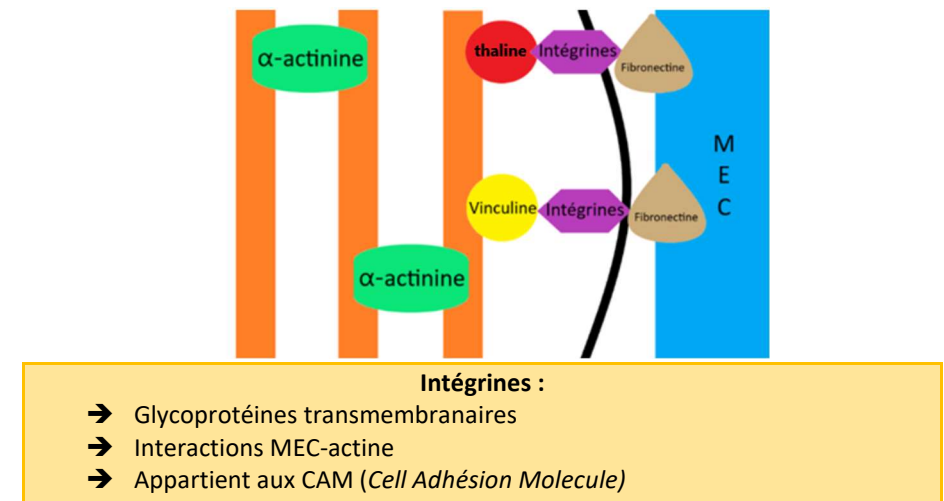 α-actinine
thaline
Intégrines
Fibronectine
M
E
C
Vinculine
Intégrines
Fibronectine
α-actinine
Intégrines :
➔ Glycoprotéines transmembranaires
➔ Interactions MEC-actine
➔ Appartient aux CAM (Cell Adhésion Molecule)